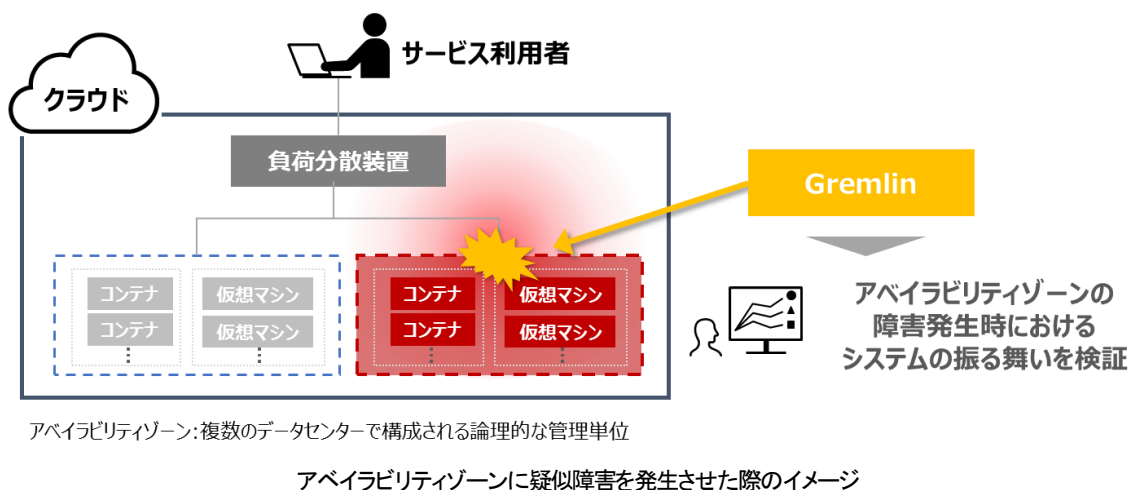 サービス利用者
クラウド
負荷分散装置
Gremlin
コンテナ 仮想マシン コンテナ 仮想マシン
コンテナ 仮想マシン コンテナ 仮想マシン
アベイラビリティゾーンの
障害発生時における
システムの振る舞いを検証
アベイラビリティゾーン:複数のデータセンターで構成される論理的な管理単位
アベイラビリティゾーンに疑似障害を発生させた際のイメージ